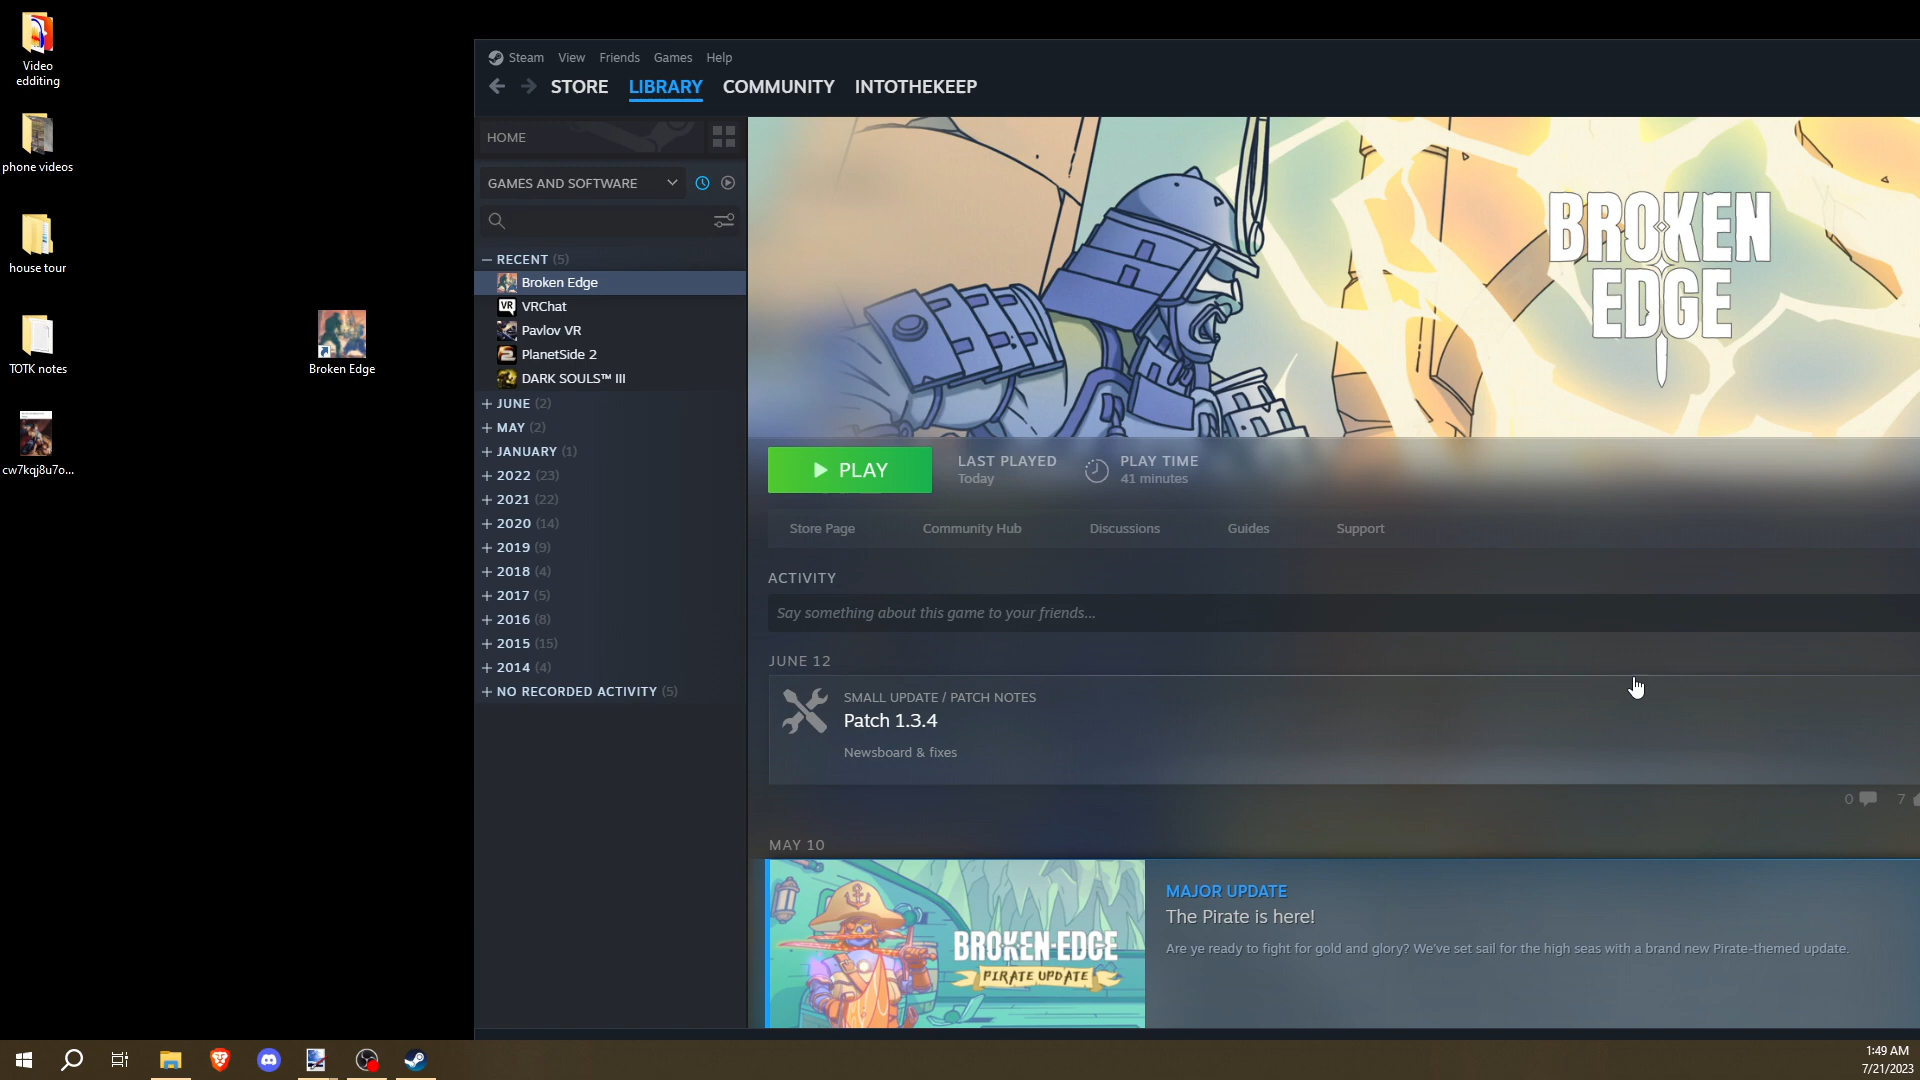 Video
edditing
phone videos
house tour
TOTK notes
cw7kqj8u7o...
Broken Edge
Steam View Friends Games Help
STORE LIBRARY COMMUNITY INTOTHEKEEP
HOME
GAMES AND SOFTWARE
— RECENT (5)
Broken Edge
VR VRChat
Pavlov VR
2 PlanetSide 2
DARK SOULS™ III
+ JUNE (2)
+ MAY (2)
+ JANUARY (1)
+ 2022 (23)
+ 2021 (22)
+ 2020 (14)
+ 2019 (9)
+ 2018 (4)
+ 2017 (5)
+ 2016 (8)
+ 2015 (15)
+ 2014 (4)
+ NO RECORDED ACTIVITY (5)
BROKEN
EDGE
PLAY
LAST PLAYED
Today
PLAY TIME
41 minutes
Store Page Community Hub Discussions Guides Support
ACTIVITY
Say something about this game to your friends...
JUNE 12
SMALL UPDATE / PATCH NOTES
Patch 1.3.4
Newsboard & fixes
0 7
MAY 10
BROKEN·EDGE
PIRATE UPDATE
MAJOR UPDATE
The Pirate is here!
Are ye ready to fight for gold and glory? We've set sail for the high seas with a brand new Pirate-themed update.
1:49 AM
7/21/2023